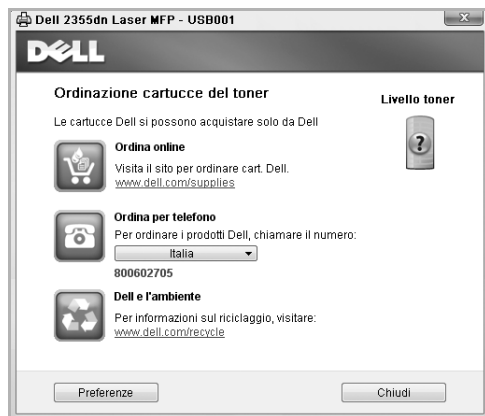 Dell 2355dn Laser MFP - USB001
x
DELL
Ordinazione cartucce del toner
Livello toner
Le cartucce Dell si possono acquistare solo da Dell
?
Ordina online
Visita il sito per ordinare cart. Dell.
www.dell.com/supplies
Ordina per telefono
Per ordinare i prodotti Dell, chiamare il numero:
Italia
800602705
Dell e l'ambiente
Per informazioni sul riciclaggio, visitare:
www.dell.com/recycle
Preferenze
Chiudi